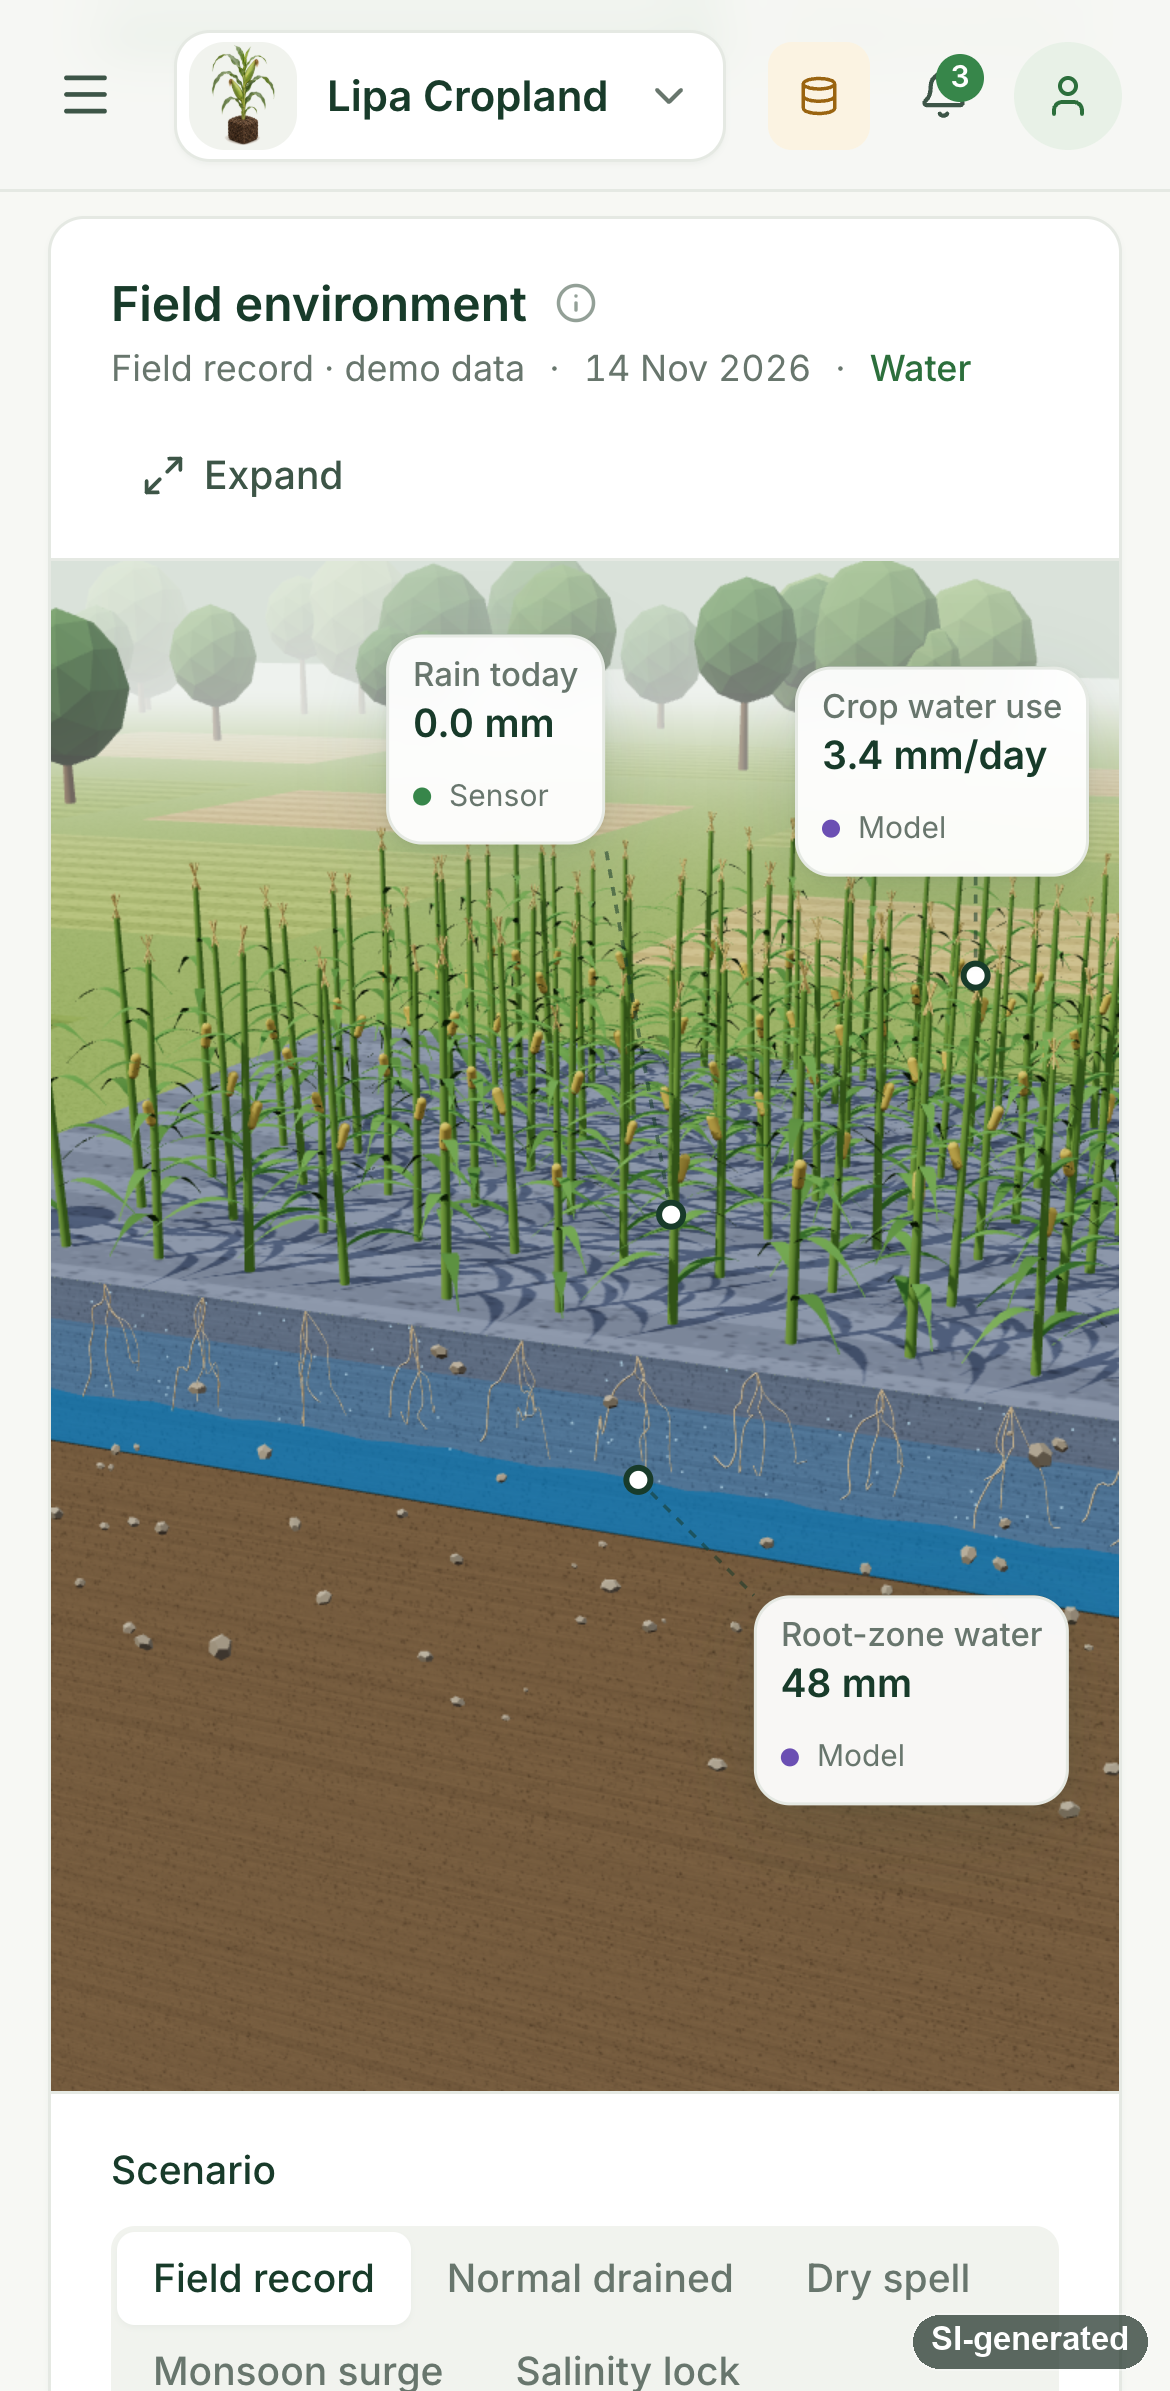 Lipa Cropland
3
Field environment
Field record · demo data · 14 Nov 2026 · Water
Expand
Rain today
0.0 mm
Sensor
Crop water use
3.4 mm/day
Model
Root-zone water
48 mm
Model
Scenario
Field record Normal drained Dry spell
Monsoon surge Salinity lock
SI-generated